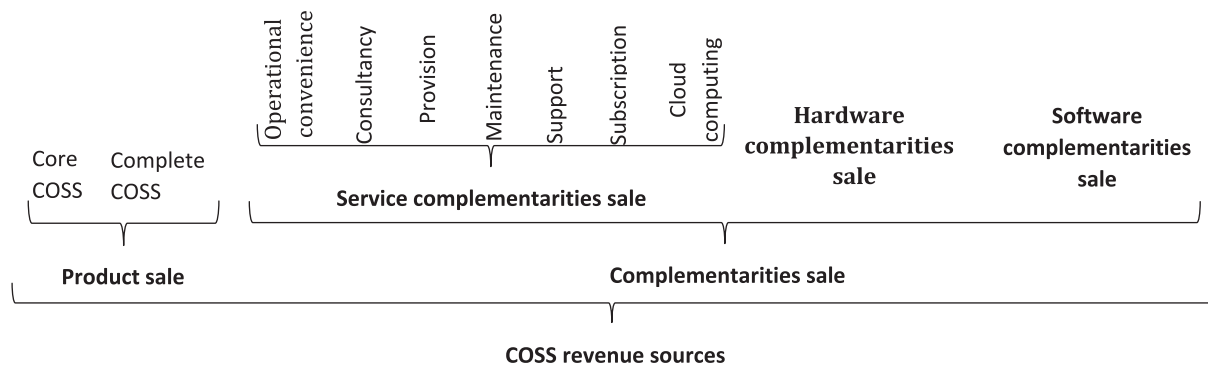 Operational
convenience
Consultancy
Provision
Maintenance
Support
Subscription
Cloud
computing
Hardware
complementarities
sale
Software
complementarities
sale
Core
COSS
Complete
COSS
Service complementarities sale
Product sale
Complementarities sale
COSS revenue sources